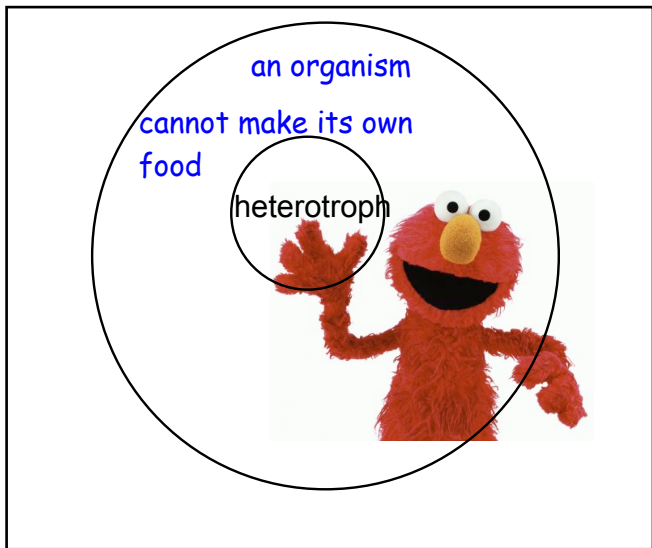 an organism
cannot make its own
food
heterotroph